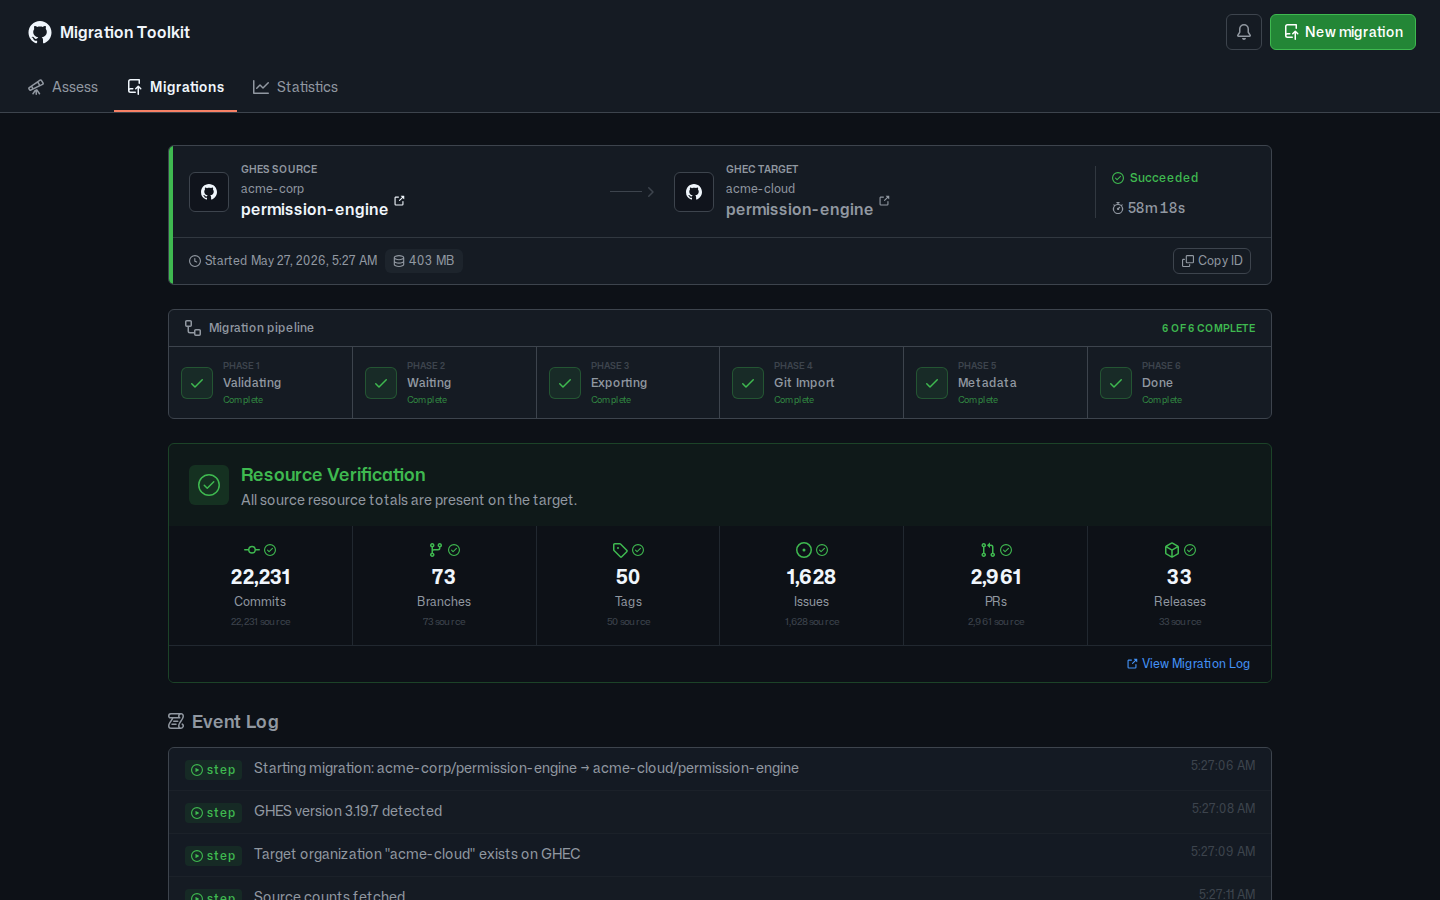 Migration Toolkit
New migration
Assess
Migrations
Statistics
GHES SOURCE
acme-corp
permission-engine
GHEC TARGET
acme-cloud
permission-engine
Succeeded
58m 18s
Started May 27, 2026, 5:27 AM
403 MB
Copy ID
Migration pipeline
6 OF 6 COMPLETE
PHASE 1
Validating
Complete
PHASE 2
Waiting
Complete
PHASE 3
Exporting
Complete
PHASE 4
Git Import
Complete
PHASE 5
Metadata
Complete
PHASE 6
Done
Complete
Resource Verification
All source resource totals are present on the target.
22,231
Commits
22,231 source
73
Branches
73 source
50
Tags
50 source
1,628
Issues
1,628 source
2,961
PRs
2,961 source
33
Releases
33 source
View Migration Log
Event Log
step Starting migration: acme-corp/permission-engine → acme-cloud/permission-engine 5:27:06 AM
step GHES version 3.19.7 detected 5:27:08 AM
step Target organization "acme-cloud" exists on GHEC 5:27:09 AM
step Source counts fetched 5:27:11 AM